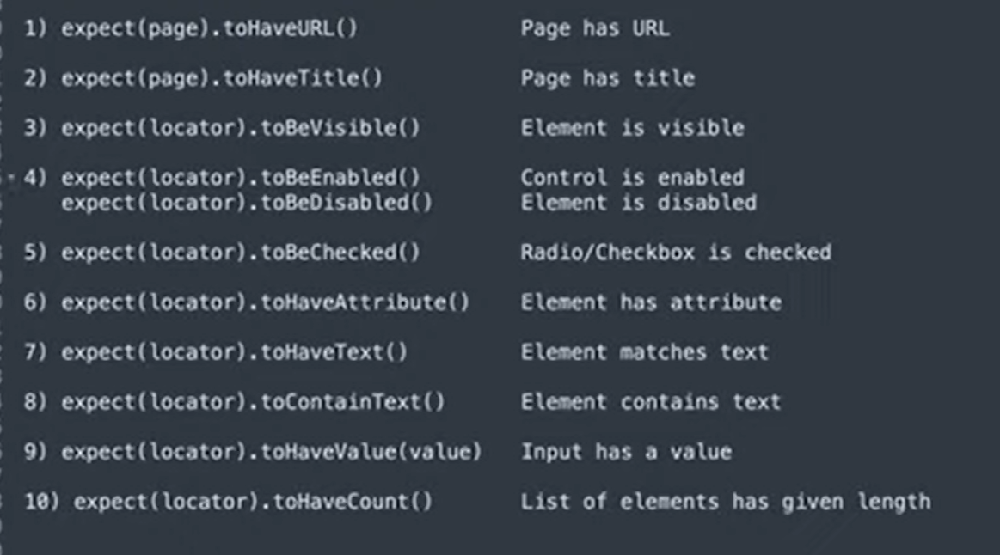 1) expect(page).toHaveURL() Page has URL
2) expect(page).toHaveTitle() Page has title
3) expect(locator).toBeVisible() Element is visible
4) expect(locator).toBeEnabled() Control is enabled
expect(locator).toBeDisabled() Element is disabled
5) expect(locator).toBeChecked() Radio/Checkbox is checked
6) expect(locator).toHaveAttribute() Element has attribute
7) expect(locator).toHaveText() Element matches text
8) expect(locator).toContainText() Element contains text
9) expect(locator).toHaveValue(value) Input has a value
10) expect(locator).toHaveCount() List of elements has given length